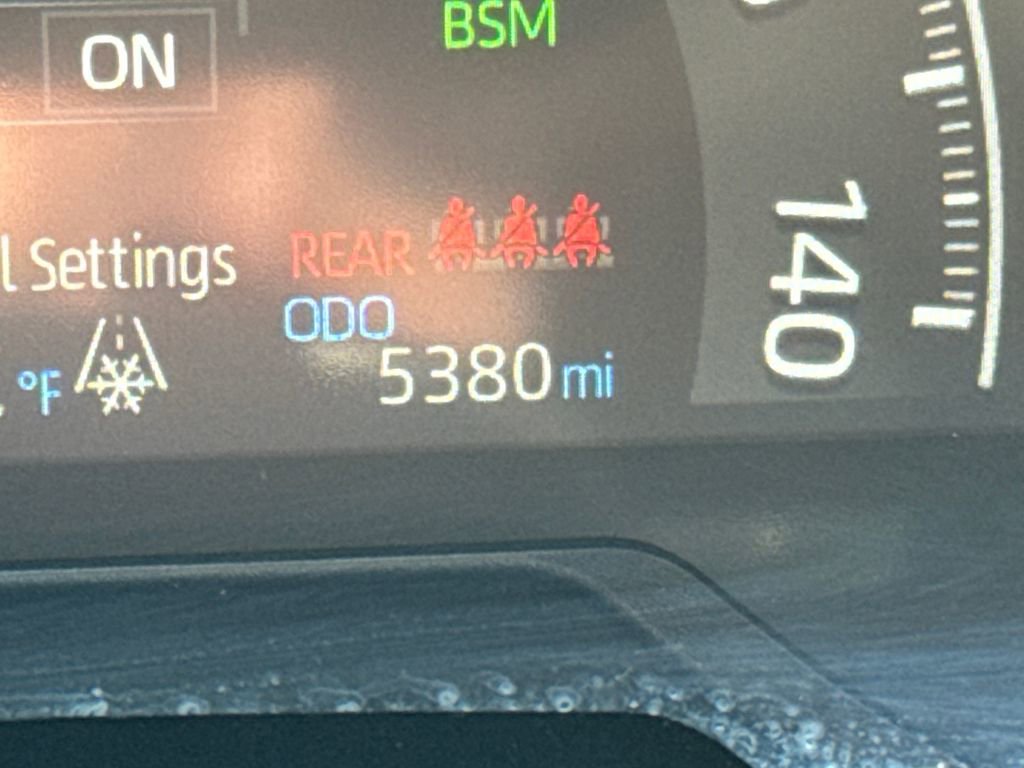 BSM
ON
l Settings
REAR
ODO
°F
5380 mi
140